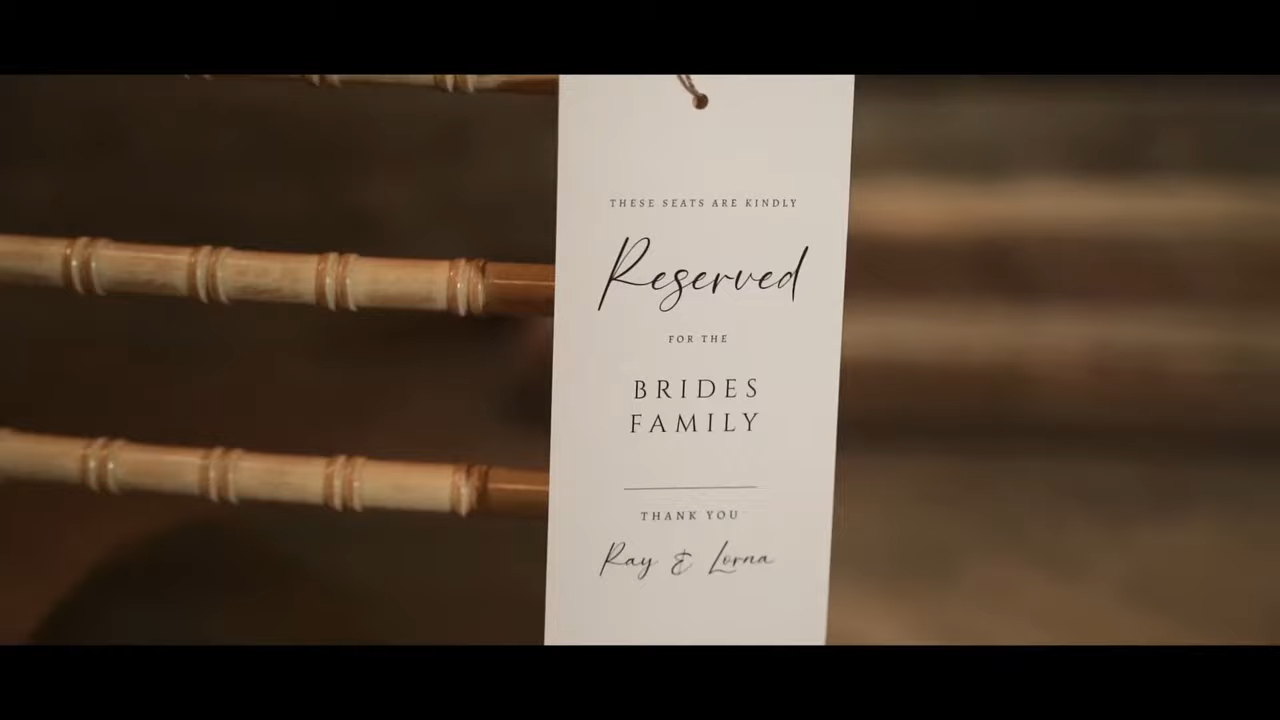 THESE SEATS ARE KINDLY
Reserved
FOR THE
BRIDES
FAMILY
THANK YOU
Ray & Lorna